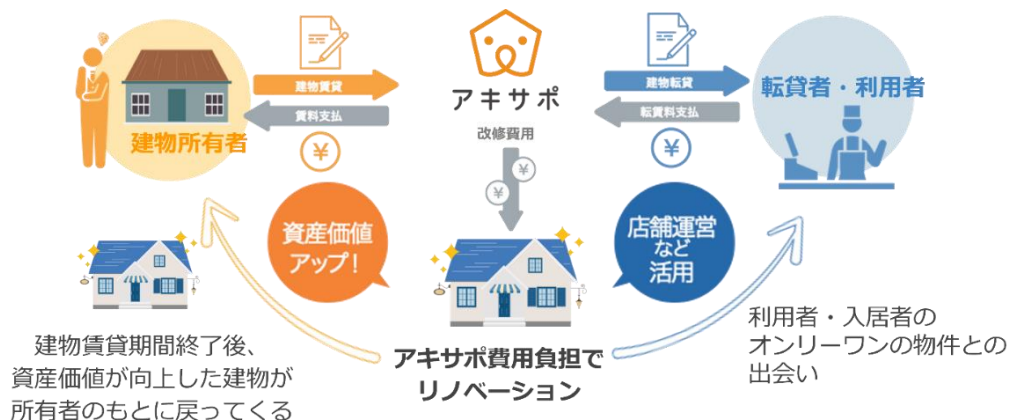 建物賃貸
賃料支払
¥
建物所有者
アキサポ
改修費用
¥
¥
建物転貸
転賃料支払
¥
転貸者・利用者
資産価値
アップ！
店舗運営
など
活用
建物賃貸期間終了後、
資産価値が向上した建物が
所有者のもとに戻ってくる
アキサポ費用負担で
リノベーション
利用者・入居者の
オンリーワンの物件との
出会い